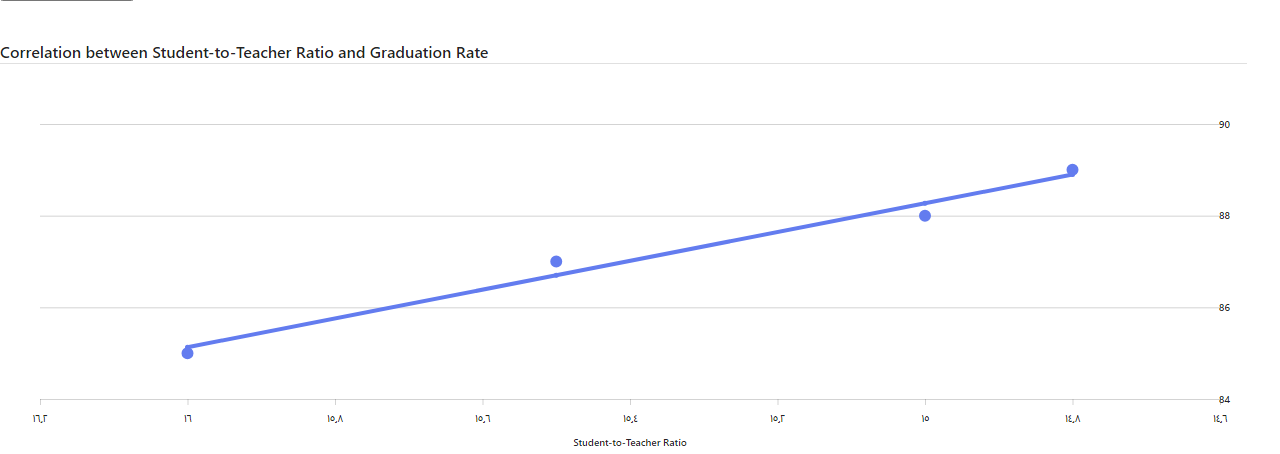 Correlation between Student-to-Teacher Ratio and Graduation Rate
90
88
86
84
١٦٫٢ ١٦ ١٥٫٨ ١٥٫٦ ١٥٫٤ ١٥٫٢ ١٥ ١٤٫٨ ١٤٫٦
Student-to-Teacher Ratio